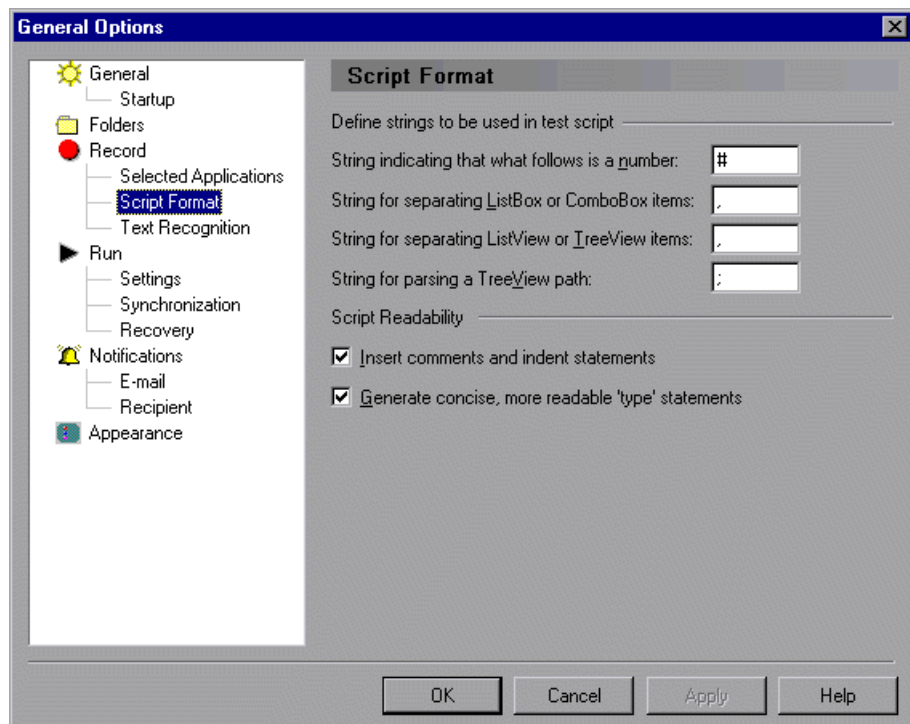 General Options
General
Startup
Folders
Record
Selected Applications
Script Format
Text Recognition
Run
Settings
Synchronization
Recovery
Notifications
E-mail
Recipient
Appearance
Script Format
Define strings to be used in test script
String indicating that what follows is a number: #
String for separating ListBox or ComboBox items: ,
String for separating ListView or TreeView items: ,
String for parsing a TreeView path: ;
Script Readability
Insert comments and indent statements
Generate concise, more readable 'type' statements
OK Cancel Apply Help